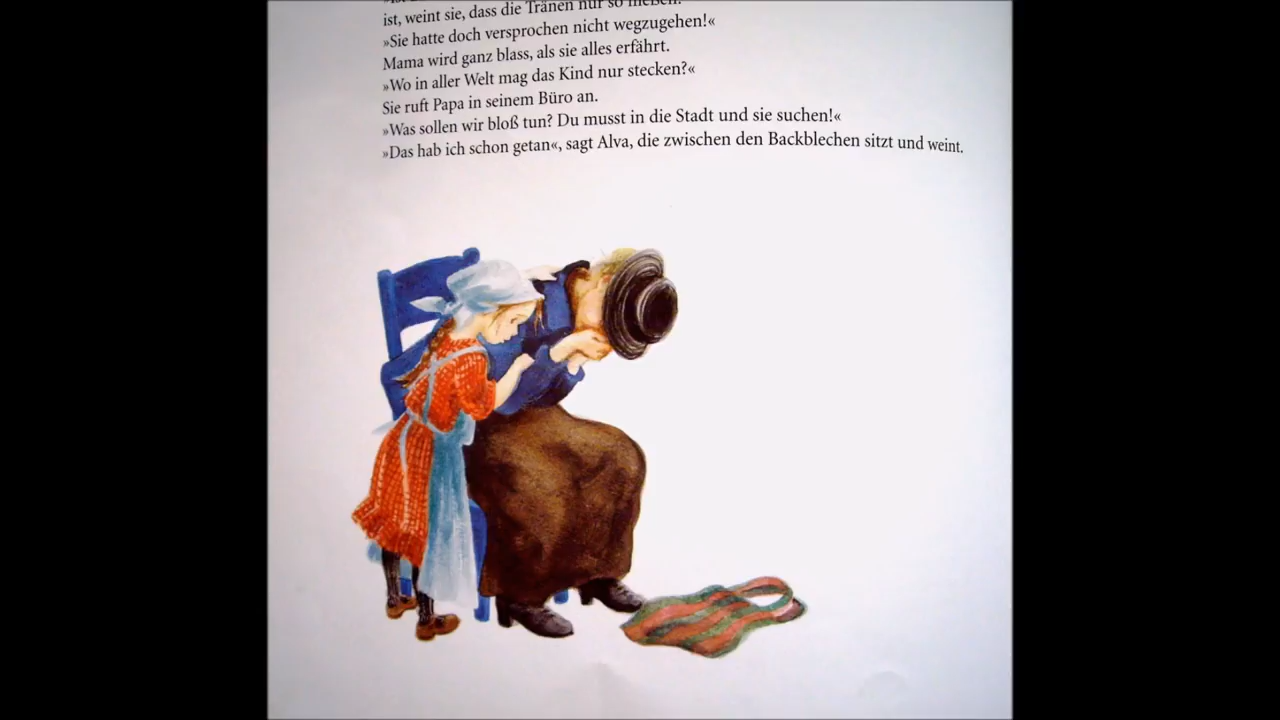 ist, weint sie, dass die Tränen nur so
»Sie hatte doch versprochen nicht wegzugehen!«
Mama wird ganz blass, als sie alles erfährt.
»Wo in aller Welt mag das Kind nur stecken?«
Sie ruft Papa in seinem Büro an.
»Was sollen wir bloß tun? Du musst in die Stadt und sie suchen!«
»Das hab ich schon getan«, sagt Alva, die zwischen den Backblechen sitzt und weint.